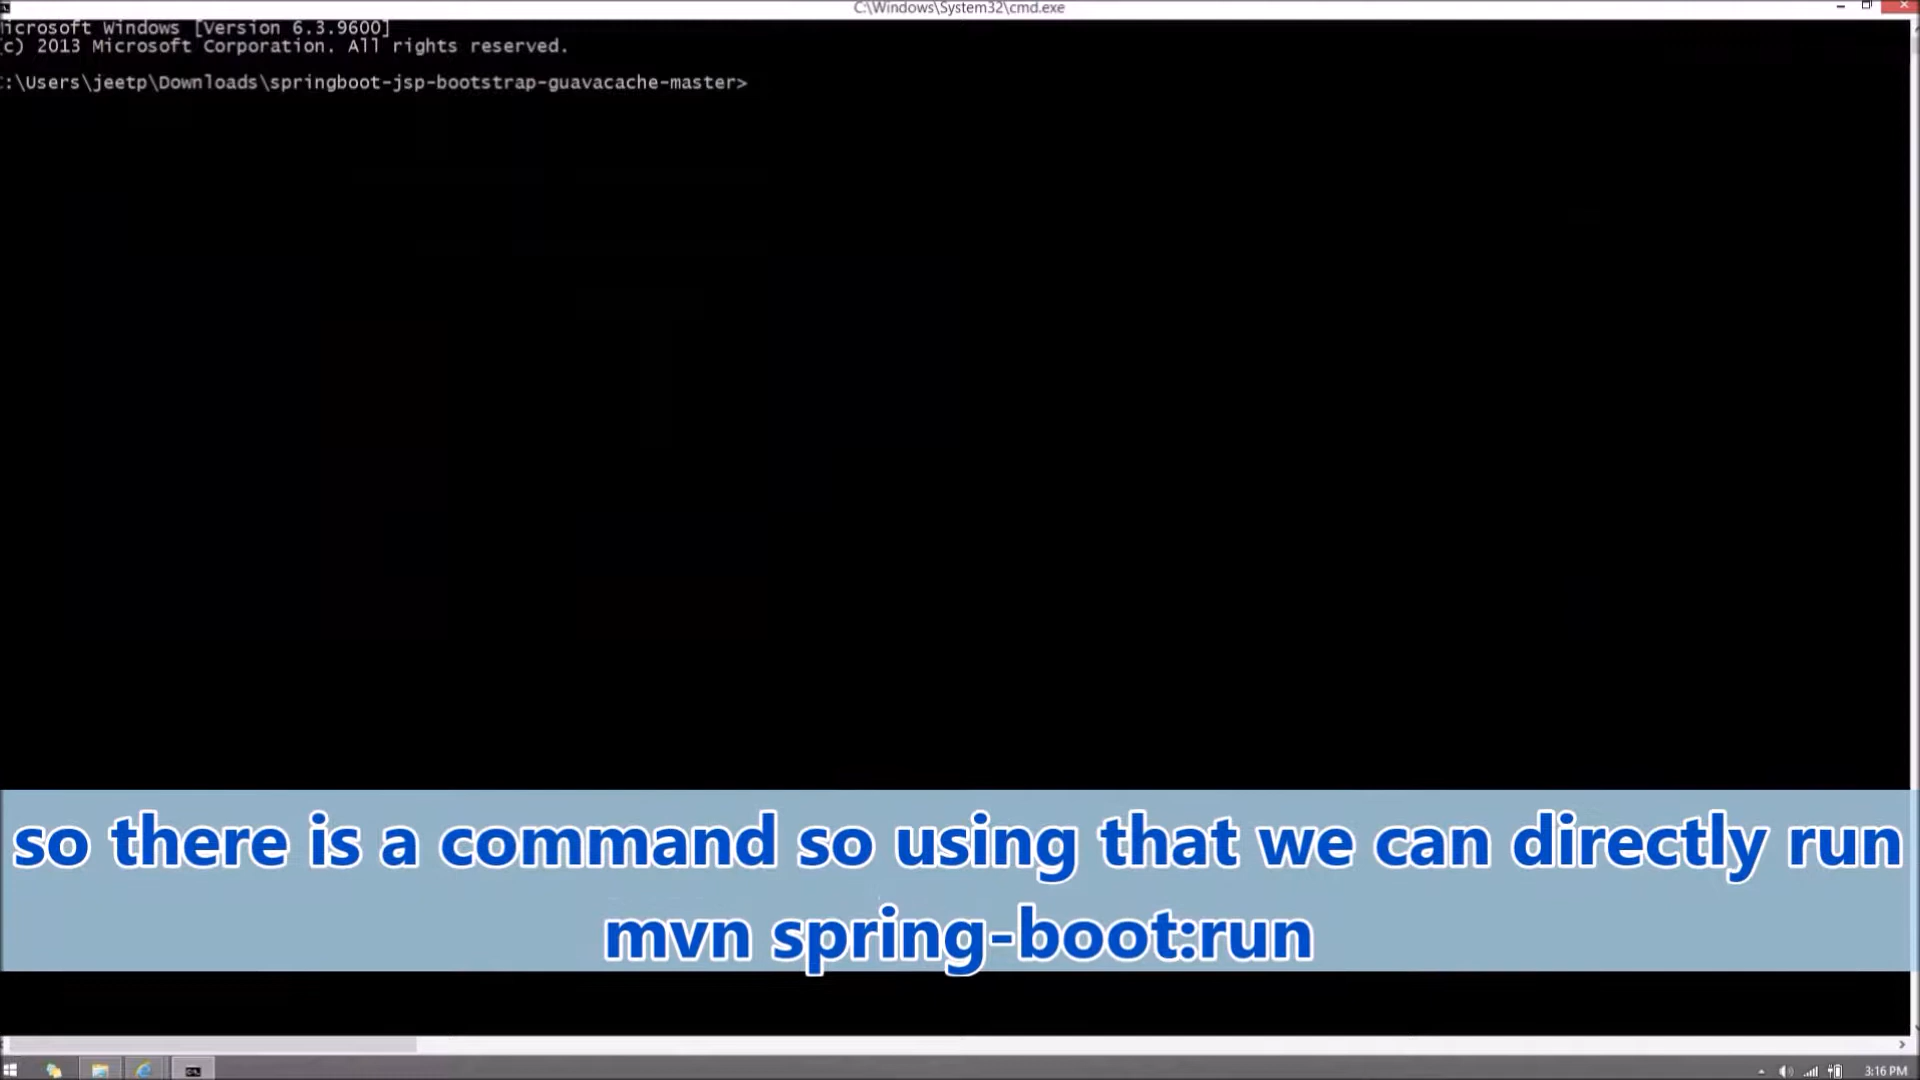 C:\Windows\System32\cmd.exe
icrosoft Windows [Version 6.3.9600]
(c) 2013 Microsoft Corporation. All rights reserved.
:\Users\jeetp\Downloads\springboot-jsp-bootstrap-guavacache-master>
so there is a command so using that we can directly run
mvn spring-boot:run
3:16 PM